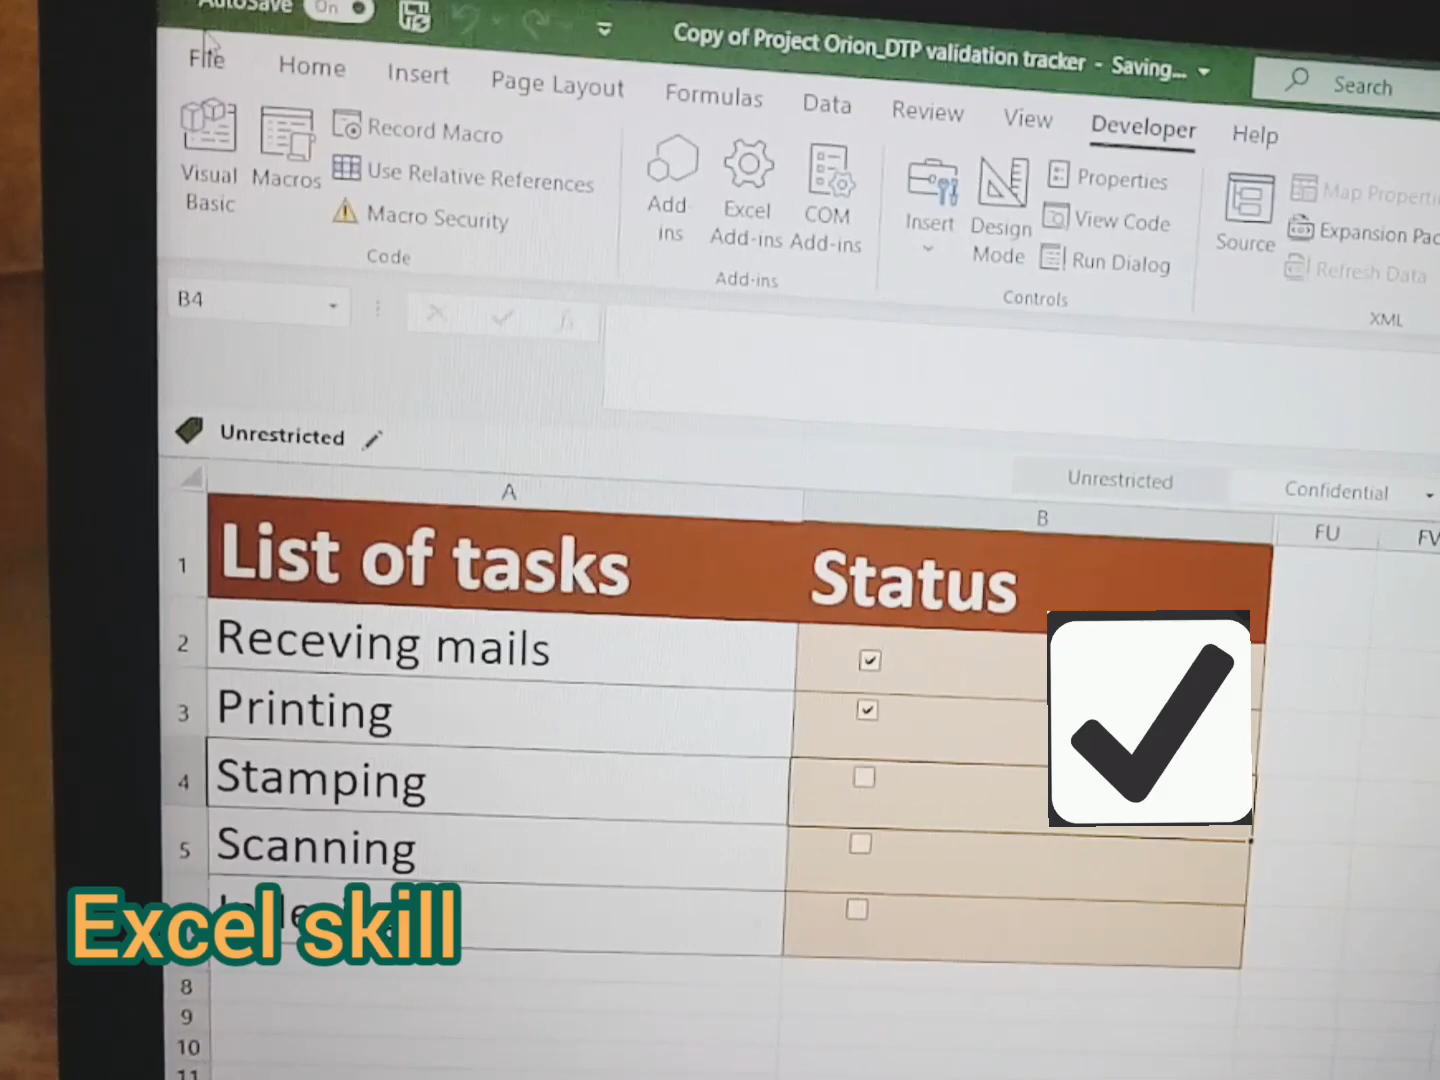 AutoSave On
Copy of Project Orion_DTP validation tracker - Saving...
Search
File Home Insert Page Layout Formulas Data Review View Developer Help
Visual Basic
Macros
Record Macro
Use Relative References
Macro Security
Code
Add-ins
Excel Add-ins
COM Add-ins
Add-ins
Insert
Design Mode
Properties
View Code
Run Dialog
Controls
Source
Map Properti
Expansion Pac
Refresh Data
XML
B4
fx
Unrestricted
Unrestricted Confidential
A B FU FV
1 List of tasks Status
2 Receving mails
3 Printing
4 Stamping
5 Scanning
Excel skill
8
9
10
11